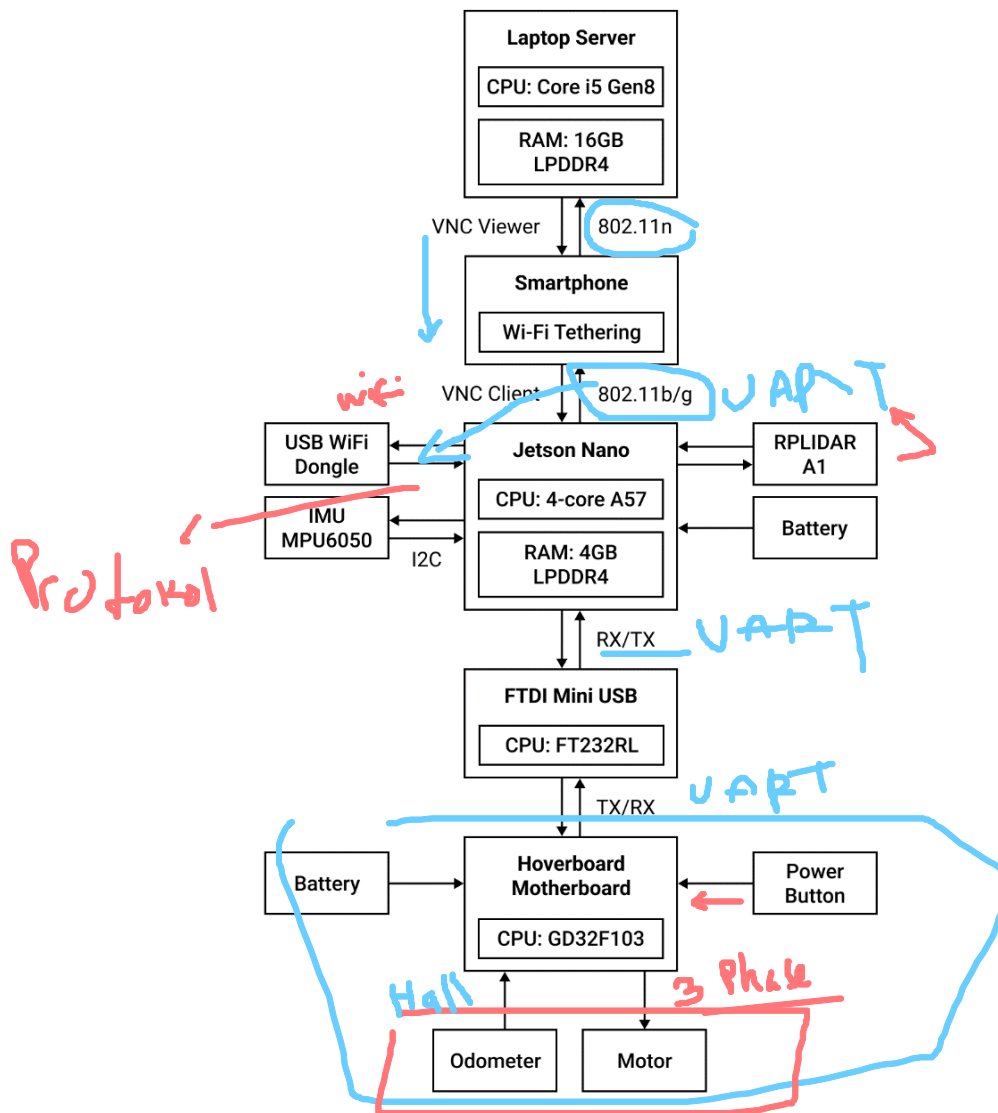 Laptop Server
CPU: Core i5 Gen8
RAM: 16GB
LPDDR4
VNC Viewer
802.11n
Smartphone
Wi-Fi Tethering
wifi
VNC Client
802.11b/g
UART
USB WiFi
Dongle
Jetson Nano
RPLIDAR
A1
CPU: 4-core A57
IMU
MPU6050
Battery
I2C
RAM: 4GB
LPDDR4
Protokol
RX/TX
UART
FTDI Mini USB
CPU: FT232RL
UART
TX/RX
Battery
Hoverboard
Motherboard
Power
Button
CPU: GD32F103
Hall
3 Phase
Odometer
Motor